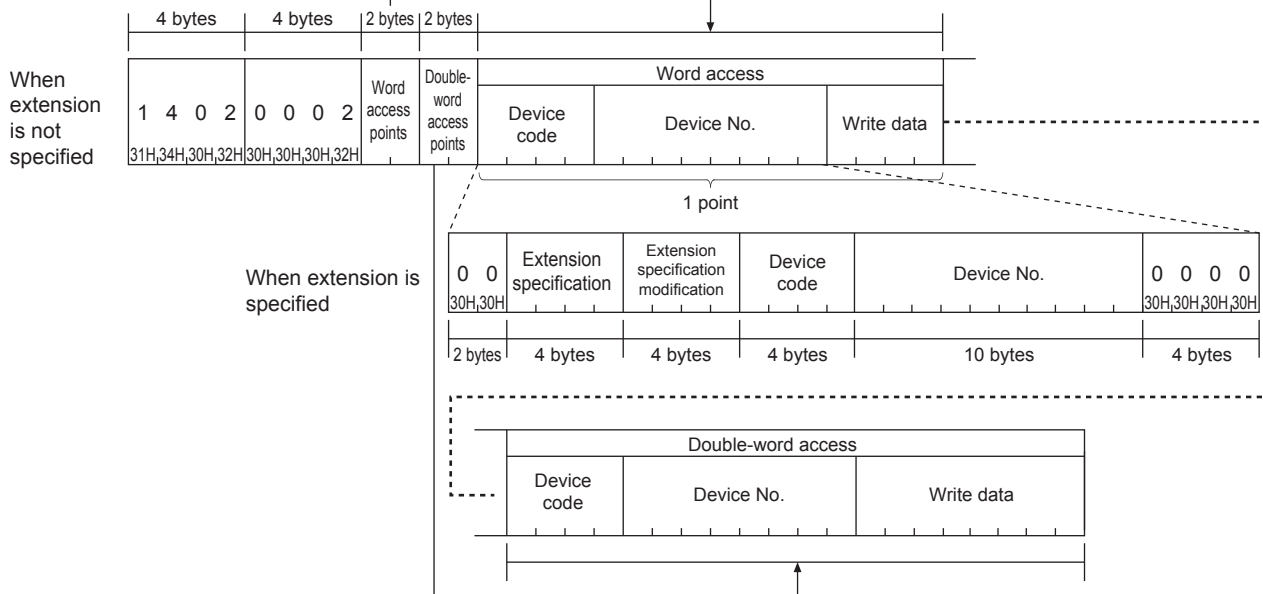 4 bytes 4 bytes 2 bytes 2 bytes
When
extension
is not
specified
1 4 0 2 0 0 0 2
31H,34H,30H,32H 30H,30H,30H,32H
Word
access
points
Double-
word
access
points
Word access
Device
code
Device No.
Write data
1 point
When extension is
specified
0 0
30H,30H
Extension
specification
Extension
specification
modification
Device
code
Device No.
0 0 0 0
30H,30H,30H,30H
2 bytes 4 bytes 4 bytes 4 bytes 10 bytes 4 bytes
Double-word access
Device
code
Device No.
Write data